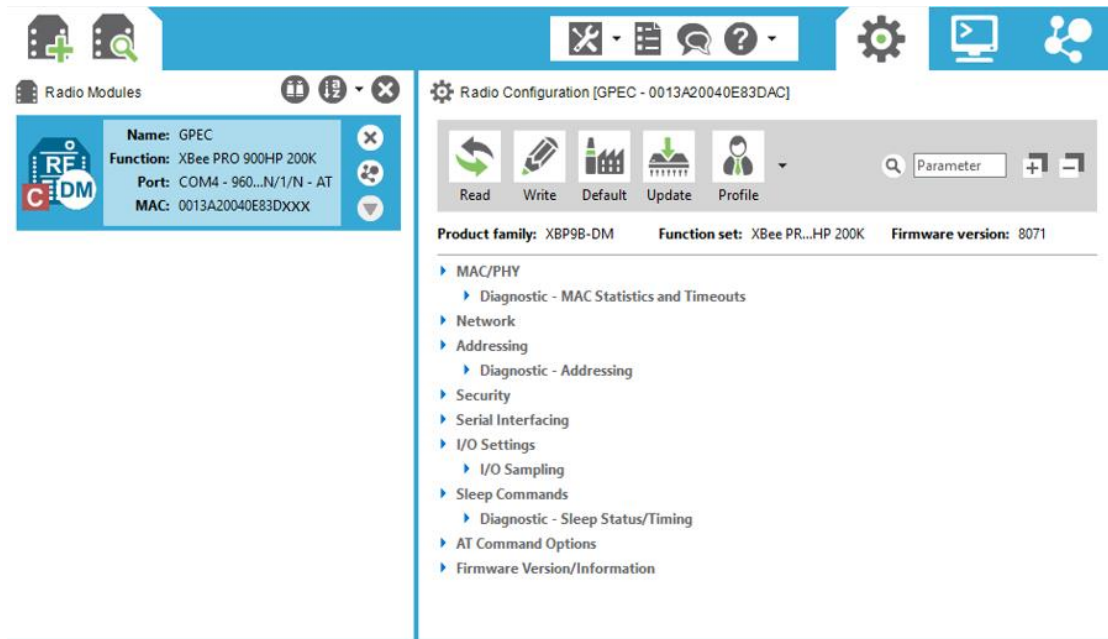 Radio Modules
Name: GPEC
Function: XBee PRO 900HP 200K
Port: COM4 - 960...N/1/N - AT
MAC: 0013A20040E83DXXX
RF
C DM
Radio Configuration [GPEC - 0013A20040E83DAC]
Read Write Default Update Profile
Parameter
Product family: XBP9B-DM Function set: XBee PR...HP 200K Firmware version: 8071
MAC/PHY
Diagnostic - MAC Statistics and Timeouts
Network
Addressing
Diagnostic - Addressing
Security
Serial Interfacing
I/O Settings
I/O Sampling
Sleep Commands
Diagnostic - Sleep Status/Timing
AT Command Options
Firmware Version/Information